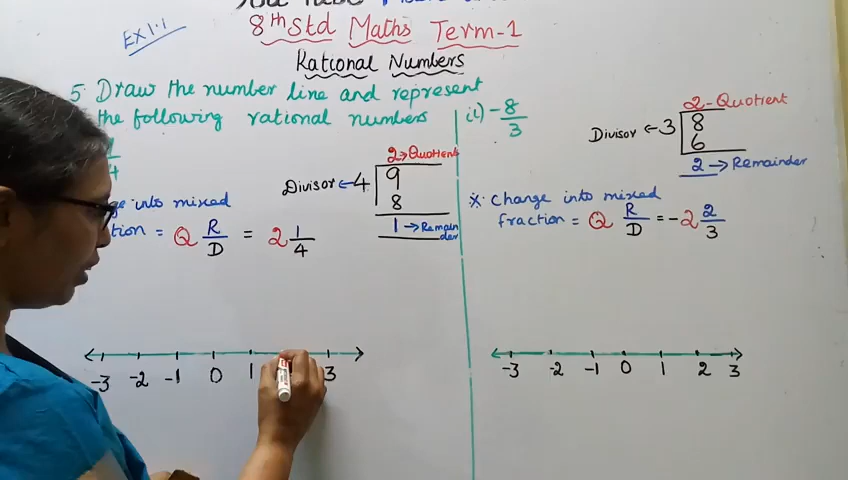 EX 1.1
8th Std Maths Term-1
Rational Numbers
5. Draw the number line and represent
the following rational numbers
ge into mixed
tion = Q R/D = 2 1/4
2→Quotient
Divisor ← 4 9
8
1 → Remain
der
ii) -8/3
2-Quotient
Divisor ← 3 8
6
2 → Remainder
※ Change into mixed
fraction = Q R/D = -2 2/3
-3 -2 -1 0 1 3
-3 -2 -1 0 1 2 3